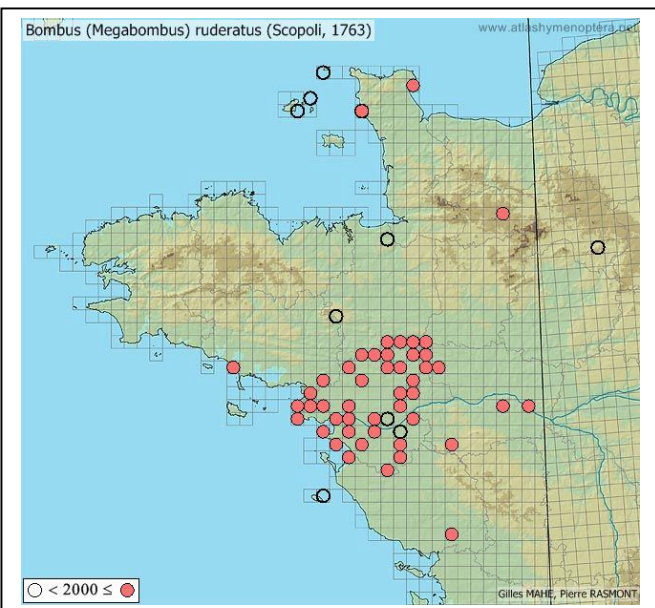 Bombus (Megabombus) ruderatus (Scopoli, 1763)
www.atlashymenoptera.net
< 2000 ≤
Gilles MAHE, Pierre RASMONT